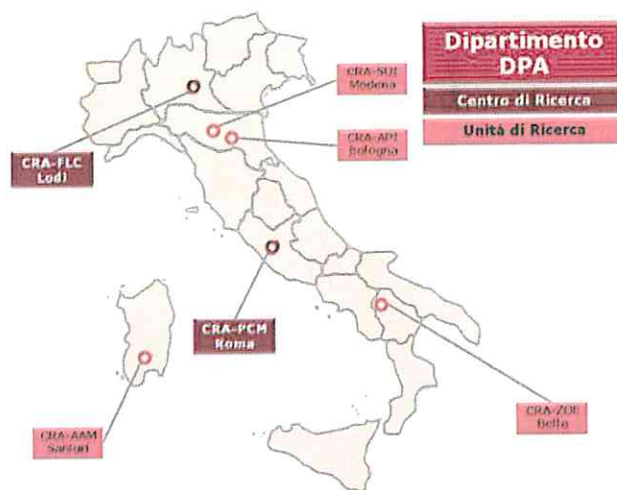 Dipartimento
DPA
Centro di Ricerca
Unità di Ricerca
CRA-SUI
Modena
CRA-API
Bologna
CRA-FLC
Lodi
CRA-PCM
Roma
CRA-ZOE
Bella
CRA-AAM
Sanluri